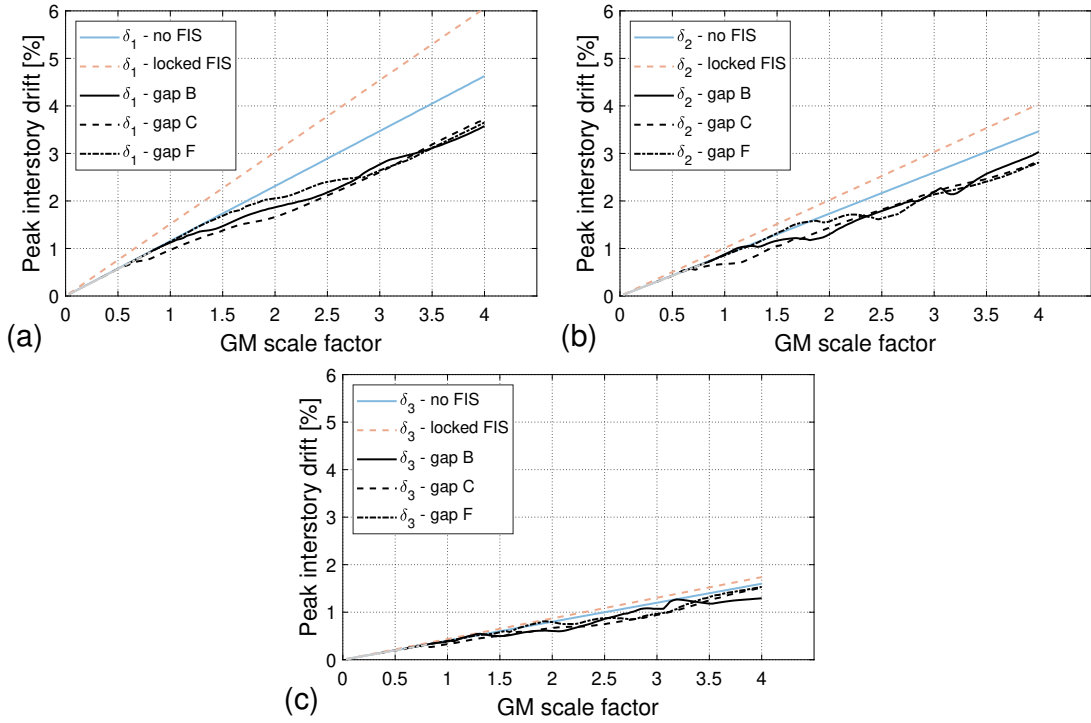 6
5
4
3
2
1
0
Peak interstory drift [%]
δ1 - no FIS
δ1 - locked FIS
δ1 - gap B
δ1 - gap C
δ1 - gap F
0 0.5 1 1.5 2 2.5 3 3.5 4
GM scale factor
(a)
6
5
4
3
2
1
0
Peak interstory drift [%]
δ2 - no FIS
δ2 - locked FIS
δ2 - gap B
δ2 - gap C
δ2 - gap F
0 0.5 1 1.5 2 2.5 3 3.5 4
GM scale factor
(b)
6
5
4
3
2
1
0
Peak interstory drift [%]
δ3 - no FIS
δ3 - locked FIS
δ3 - gap B
δ3 - gap C
δ3 - gap F
0 0.5 1 1.5 2 2.5 3 3.5 4
GM scale factor
(c)